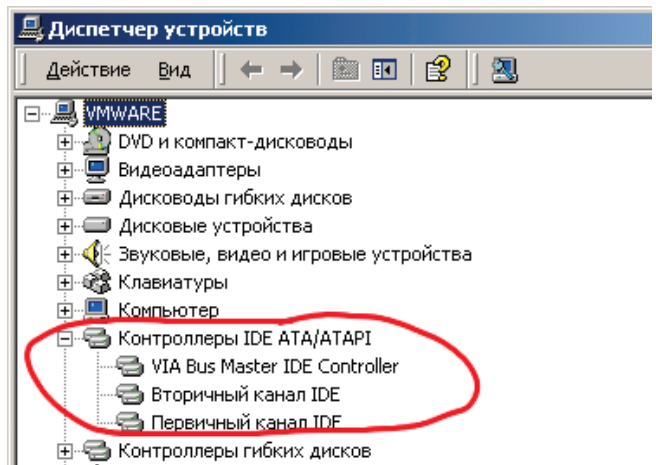 Диспетчер устройств
Действие Вид
VMWARE
DVD и компакт-дисководы
Видеоадаптеры
Дисководы гибких дисков
Дисковые устройства
Звуковые, видео и игровые устройства
Клавиатуры
Компьютер
Контроллеры IDE ATA/ATAPI
VIA Bus Master IDE Controller
Вторичный канал IDE
Первичный канал IDE
Контроллеры гибких дисков